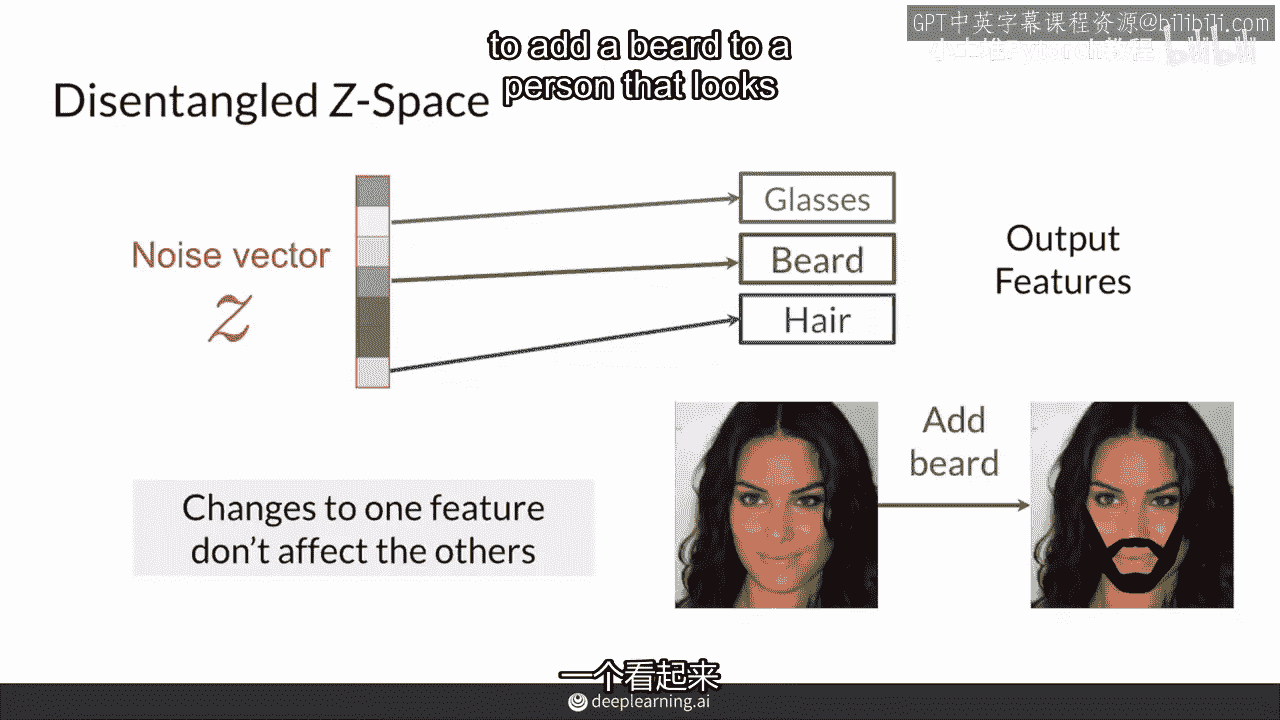 GPT中英字幕课程资源@bilibili.com
to add a beard to a
person that looks
Disentangled Z-Space
Noise vector
z
Glasses
Beard
Hair
Output
Features
Add
beard
Changes to one feature
don't affect the others
一个看起来
deeplearning.ai